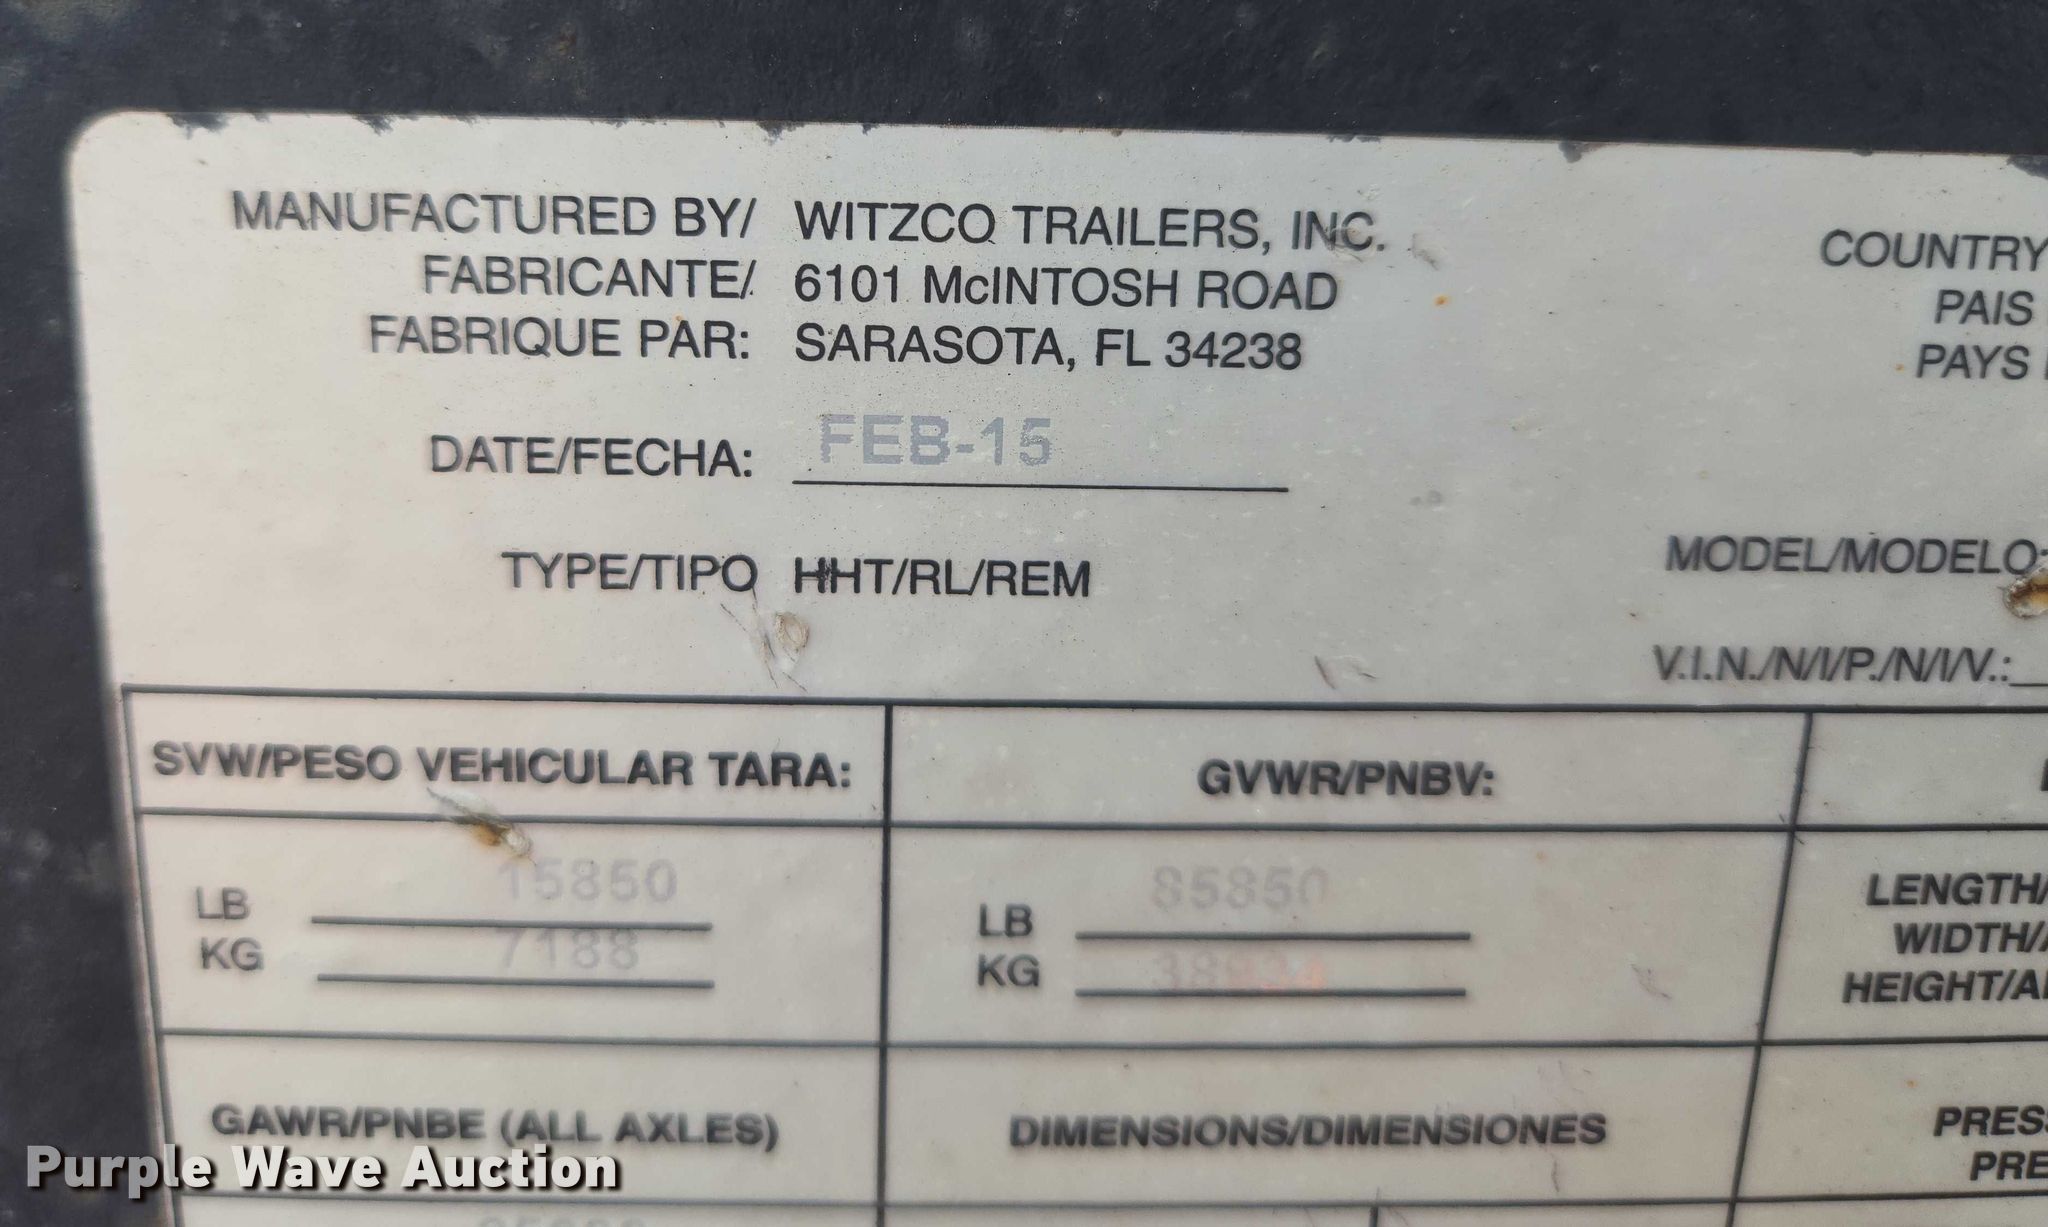 MANUFACTURED BY/ WITZCO TRAILERS, INC.
FABRICANTE/ 6101 McINTOSH ROAD
FABRIQUE PAR: SARASOTA, FL 34238
COUNTRY
PAIS
PAYS
DATE/FECHA: FEB-15
TYPE/TIPO HHT/RL/REM
MODEL/MODELO:
V.I.N./N/I/P./N/I/V.:
SVW/PESO VEHICULAR TARA:
GVWR/PNBV:
LB 15850
KG 7188
LB 85850
KG
LENGTH/
WIDTH/
HEIGHT/
GAWR/PNBE (ALL AXLES)
DIMENSIONS/DIMENSIONES
PRESS
PRE
Purple Wave Auction